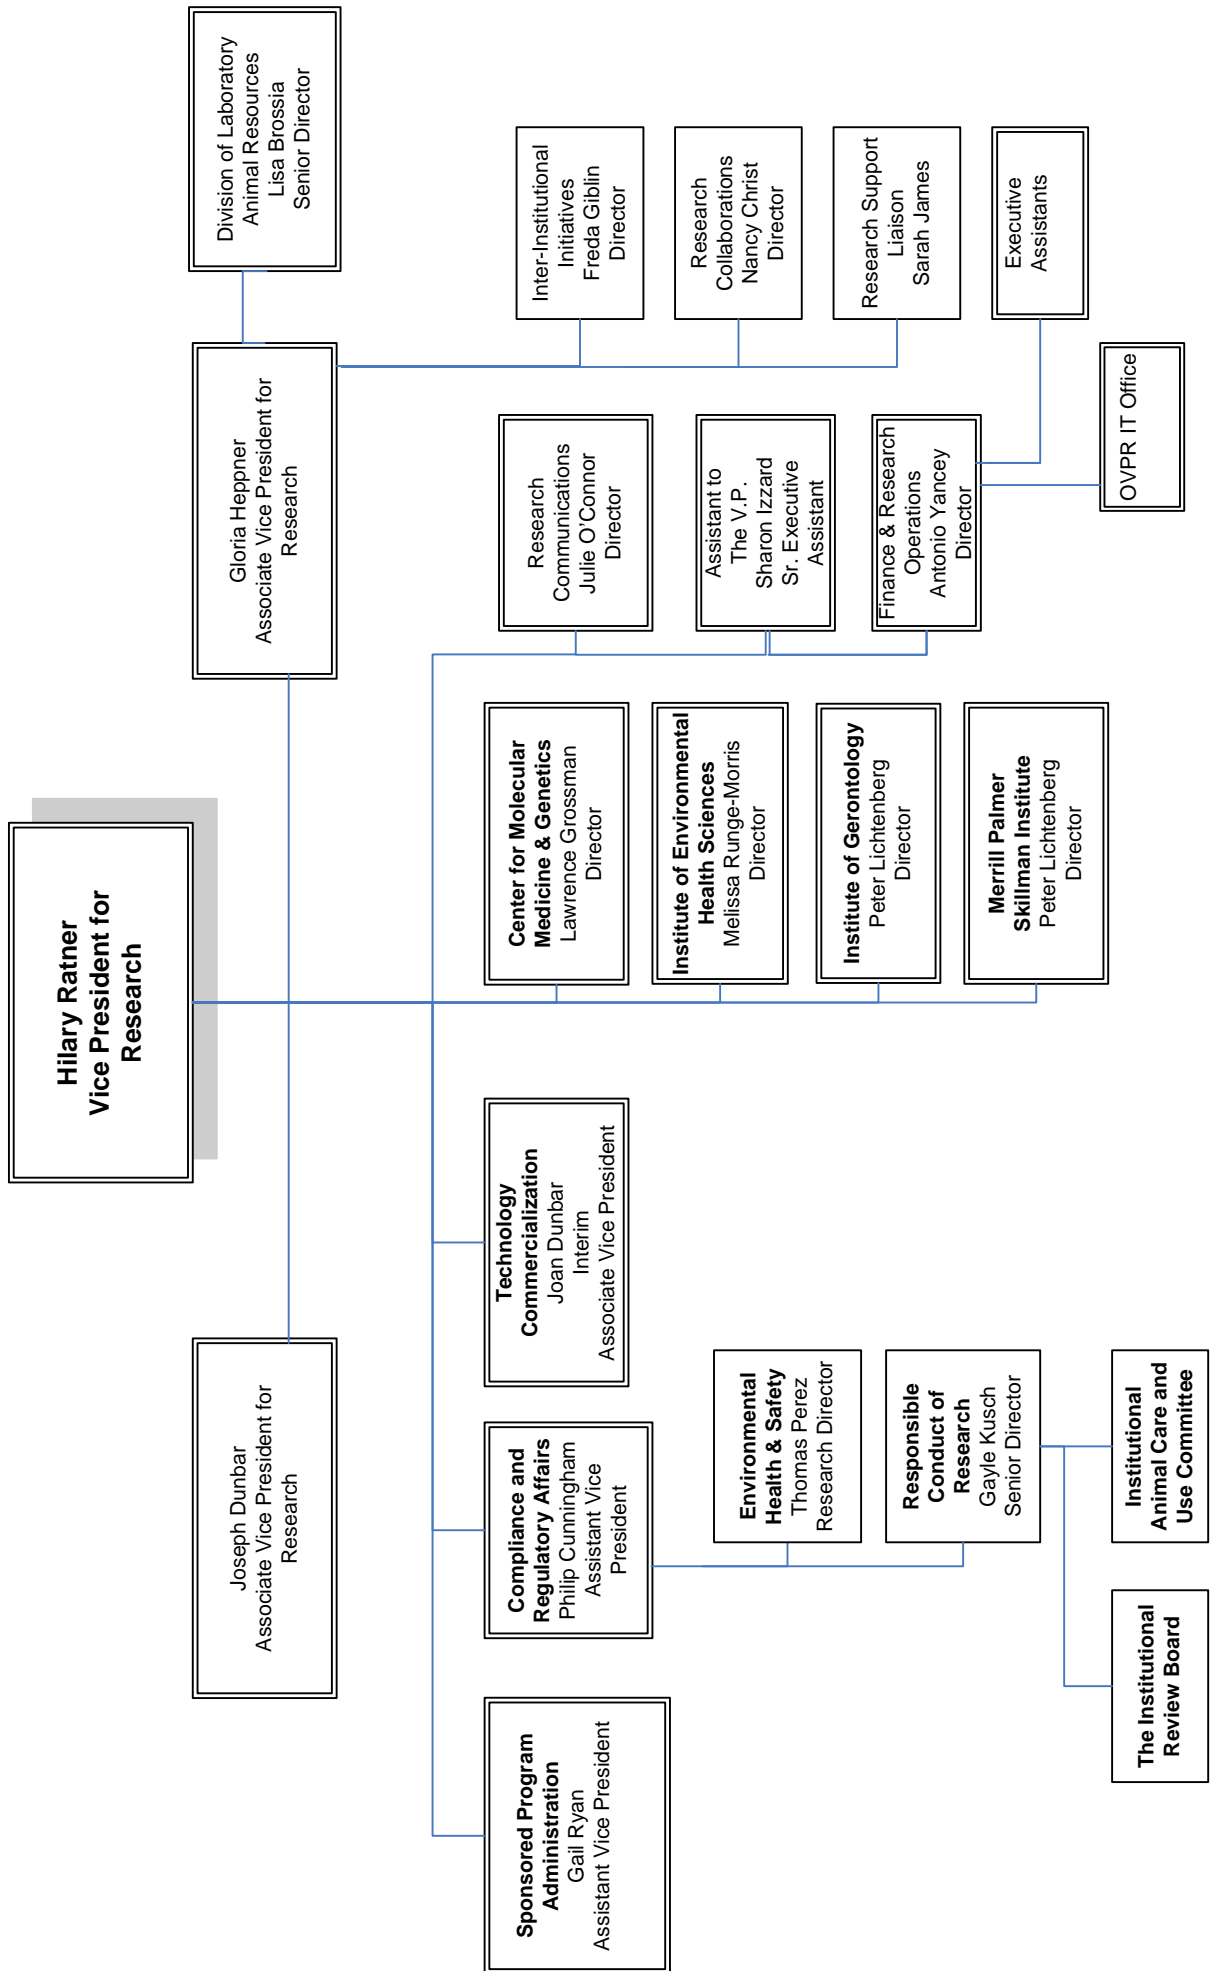 Hilary Ratner
Vice President for
Research
Joseph Dunbar
Associate Vice President for
Research
Gloria Heppner
Associate Vice President for
Research
Division of Laboratory
Animal Resources
Lisa Brossia
Senior Director
Sponsored Program
Administration
Gail Ryan
Assistant Vice President
Compliance and
Regulatory Affairs
Philip Cunningham
Assistant Vice
President
Technology
Commercialization
Joan Dunbar
Interim
Associate Vice President
Center for Molecular
Medicine & Genetics
Lawrence Grossman
Director
Institute of Environmental
Health Sciences
Melissa Runge-Morris
Director
Institute of Gerontology
Peter Lichtenberg
Director
Merrill Palmer
Skillman Institute
Peter Lichtenberg
Director
Research
Communications
Julie O’Connor
Director
Assistant to
The V.P.
Sharon Izzard
Sr. Executive
Assistant
Finance & Research
Operations
Antonio Yancey
Director
Inter-Institutional
Initiatives
Freda Giblin
Director
Research
Collaborations
Nancy Christ
Director
Research Support
Liaison
Sarah James
Executive
Assistants
OVPR IT Office
Environmental
Health & Safety
Thomas Perez
Research Director
Responsible
Conduct of
Research
Gayle Kusch
Senior Director
The Institutional
Review Board
Institutional
Animal Care and
Use Committee